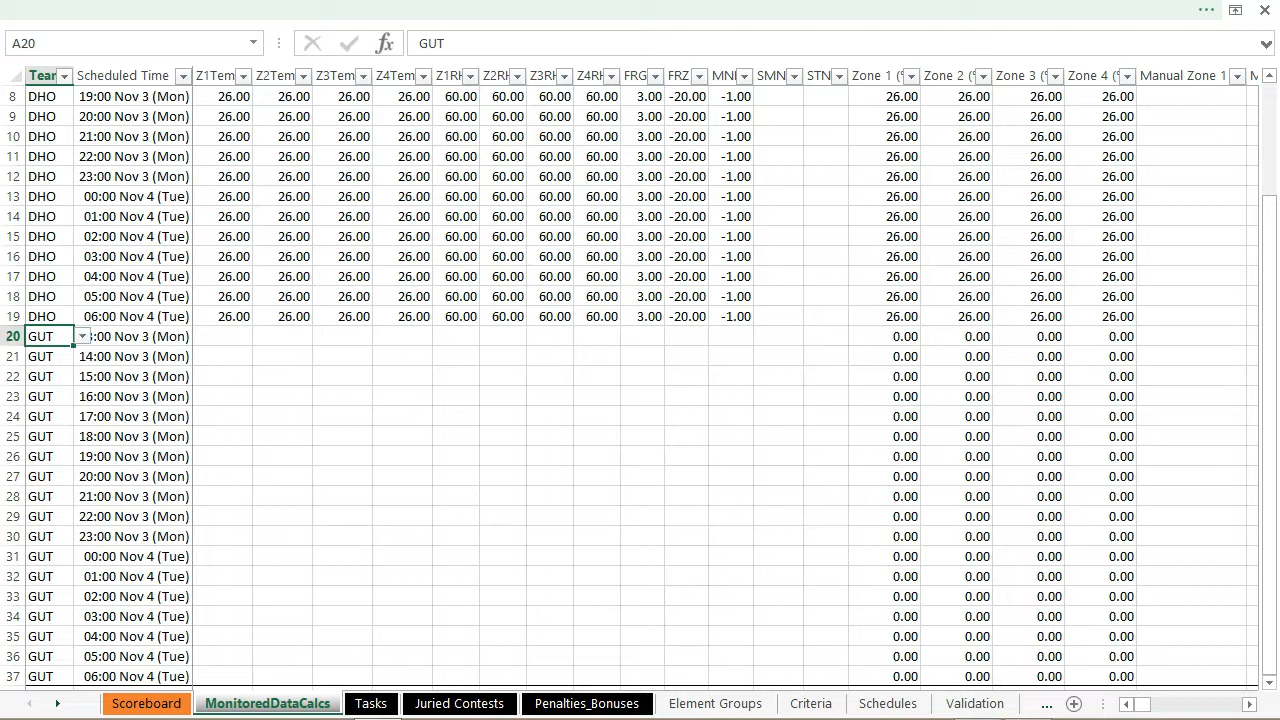 A20 fx GUT
Tear Scheduled Time Z1Tem Z2Tem Z3Tem Z4Tem Z1RH Z2RH Z3RH Z4RH FRG FRZ MNI SMN STN Zone 1 (° Zone 2 (° Zone 3 (° Zone 4 (° Manual Zone 1 M
8 DHO 19:00 Nov 3 (Mon) 26.00 26.00 26.00 26.00 60.00 60.00 60.00 60.00 3.00 -20.00 -1.00 26.00 26.00 26.00 26.00
9 DHO 20:00 Nov 3 (Mon) 26.00 26.00 26.00 26.00 60.00 60.00 60.00 60.00 3.00 -20.00 -1.00 26.00 26.00 26.00 26.00
10 DHO 21:00 Nov 3 (Mon) 26.00 26.00 26.00 26.00 60.00 60.00 60.00 60.00 3.00 -20.00 -1.00 26.00 26.00 26.00 26.00
11 DHO 22:00 Nov 3 (Mon) 26.00 26.00 26.00 26.00 60.00 60.00 60.00 60.00 3.00 -20.00 -1.00 26.00 26.00 26.00 26.00
12 DHO 23:00 Nov 3 (Mon) 26.00 26.00 26.00 26.00 60.00 60.00 60.00 60.00 3.00 -20.00 -1.00 26.00 26.00 26.00 26.00
13 DHO 00:00 Nov 4 (Tue) 26.00 26.00 26.00 26.00 60.00 60.00 60.00 60.00 3.00 -20.00 -1.00 26.00 26.00 26.00 26.00
14 DHO 01:00 Nov 4 (Tue) 26.00 26.00 26.00 26.00 60.00 60.00 60.00 60.00 3.00 -20.00 -1.00 26.00 26.00 26.00 26.00
15 DHO 02:00 Nov 4 (Tue) 26.00 26.00 26.00 26.00 60.00 60.00 60.00 60.00 3.00 -20.00 -1.00 26.00 26.00 26.00 26.00
16 DHO 03:00 Nov 4 (Tue) 26.00 26.00 26.00 26.00 60.00 60.00 60.00 60.00 3.00 -20.00 -1.00 26.00 26.00 26.00 26.00
17 DHO 04:00 Nov 4 (Tue) 26.00 26.00 26.00 26.00 60.00 60.00 60.00 60.00 3.00 -20.00 -1.00 26.00 26.00 26.00 26.00
18 DHO 05:00 Nov 4 (Tue) 26.00 26.00 26.00 26.00 60.00 60.00 60.00 60.00 3.00 -20.00 -1.00 26.00 26.00 26.00 26.00
19 DHO 06:00 Nov 4 (Tue) 26.00 26.00 26.00 26.00 60.00 60.00 60.00 60.00 3.00 -20.00 -1.00 26.00 26.00 26.00 26.00
20 GUT :00 Nov 3 (Mon) 0.00 0.00 0.00 0.00
21 GUT 14:00 Nov 3 (Mon) 0.00 0.00 0.00 0.00
22 GUT 15:00 Nov 3 (Mon) 0.00 0.00 0.00 0.00
23 GUT 16:00 Nov 3 (Mon) 0.00 0.00 0.00 0.00
24 GUT 17:00 Nov 3 (Mon) 0.00 0.00 0.00 0.00
25 GUT 18:00 Nov 3 (Mon) 0.00 0.00 0.00 0.00
26 GUT 19:00 Nov 3 (Mon) 0.00 0.00 0.00 0.00
27 GUT 20:00 Nov 3 (Mon) 0.00 0.00 0.00 0.00
28 GUT 21:00 Nov 3 (Mon) 0.00 0.00 0.00 0.00
29 GUT 22:00 Nov 3 (Mon) 0.00 0.00 0.00 0.00
30 GUT 23:00 Nov 3 (Mon) 0.00 0.00 0.00 0.00
31 GUT 00:00 Nov 4 (Tue) 0.00 0.00 0.00 0.00
32 GUT 01:00 Nov 4 (Tue) 0.00 0.00 0.00 0.00
33 GUT 02:00 Nov 4 (Tue) 0.00 0.00 0.00 0.00
34 GUT 03:00 Nov 4 (Tue) 0.00 0.00 0.00 0.00
35 GUT 04:00 Nov 4 (Tue) 0.00 0.00 0.00 0.00
36 GUT 05:00 Nov 4 (Tue) 0.00 0.00 0.00 0.00
37 GUT 06:00 Nov 4 (Tue) 0.00 0.00 0.00 0.00
Scoreboard MonitoredDataCalcs Tasks Juried Contests Penalties_Bonuses Element Groups Criteria Schedules Validation ...